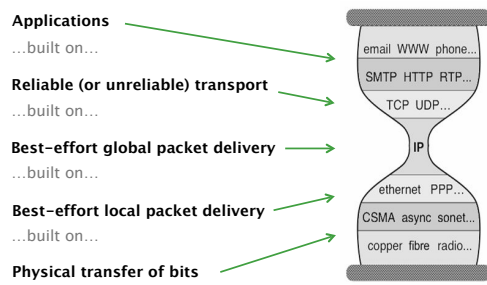 Applications
...built on...
Reliable (or unreliable) transport
...built on...
Best-effort global packet delivery
...built on...
Best-effort local packet delivery
...built on...
Physical transfer of bits
email WWW phone...
SMTP HTTP RTP...
TCP UDP...
IP
ethernet PPP...
CSMA async sonet...
copper fibre radio...